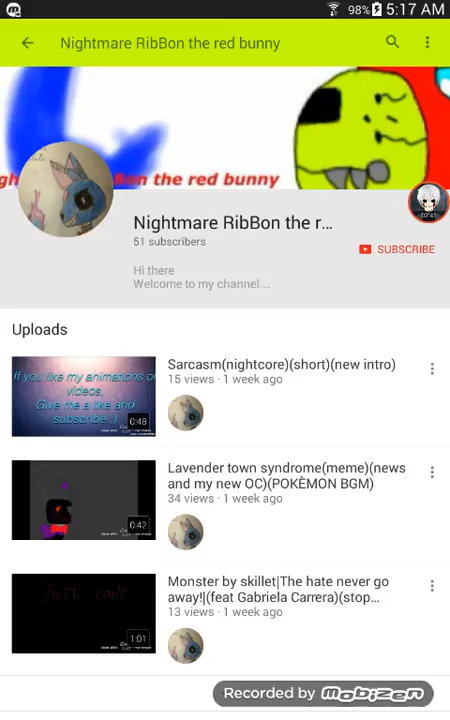 98% 5:17 AM
Nightmare RibBon the red bunny
the red bunny
Nightmare RibBon the r...
51 subscribers
SUBSCRIBE
Hi there
Welcome to my channel....
Uploads
If you like my animations or
videos,
Give me a like and
subscribe :)
0:48
Sarcasm(nightcore)(short)(new intro)
15 views · 1 week ago
0:42
Lavender town syndrome(meme)(news
and my new OC)(POKÈMON BGM)
34 views · 1 week ago
Just can't
1:01
Monster by skillet|The hate never go
away!|(feat Gabriela Carrera)(stop...
13 views · 1 week ago
Recorded by Mobizen